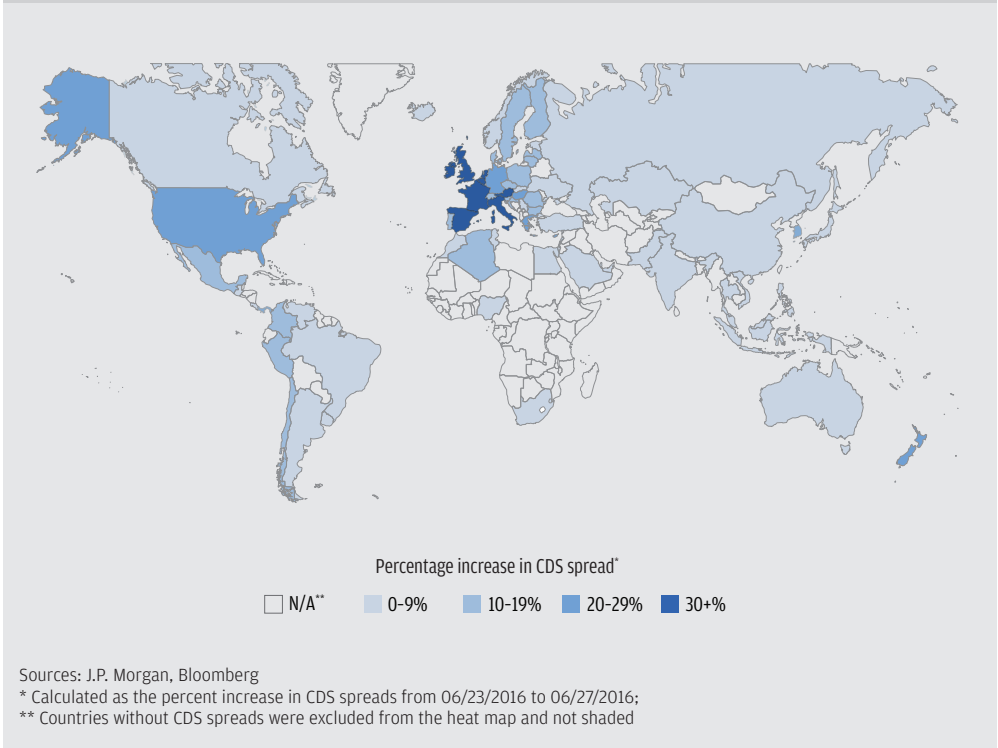 Percentage increase in CDS spread*
N/A** 0-9% 10-19% 20-29% 30+%
Sources: J.P. Morgan, Bloomberg
* Calculated as the percent increase in CDS spreads from 06/23/2016 to 06/27/2016;
** Countries without CDS spreads were excluded from the heat map and not shaded